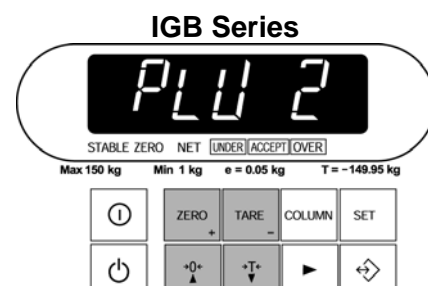 IGB Series
PLU 2
STABLE ZERO NET UNDER ACCEPT OVER
Max 150 kg Min 1 kg e = 0.05 kg T = −149.95 kg
ZERO + TARE − COLUMN SET
→0← →T←